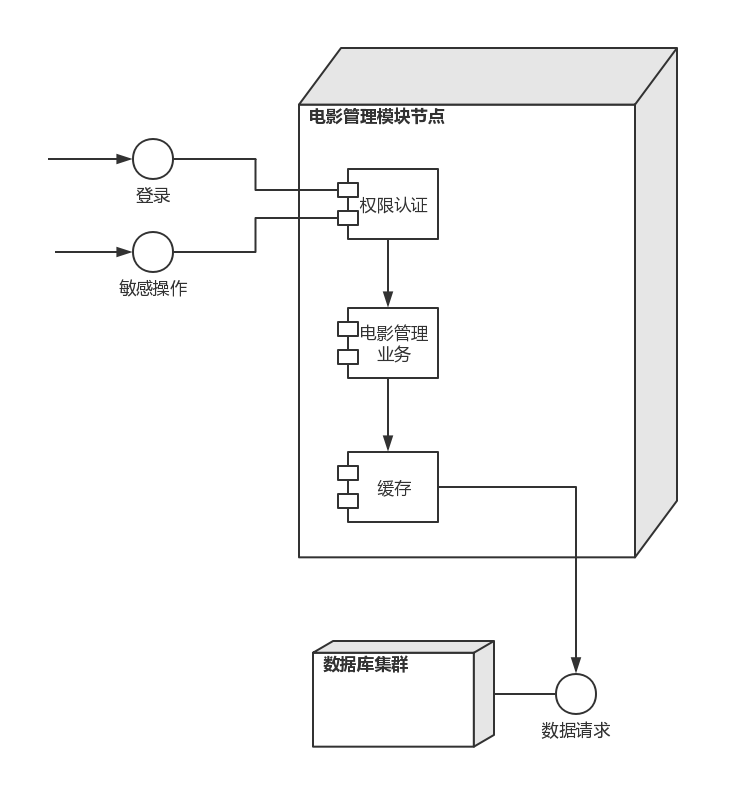 电影管理模块节点
登录
权限认证
敏感操作
电影管理
业务
缓存
数据库集群
数据请求